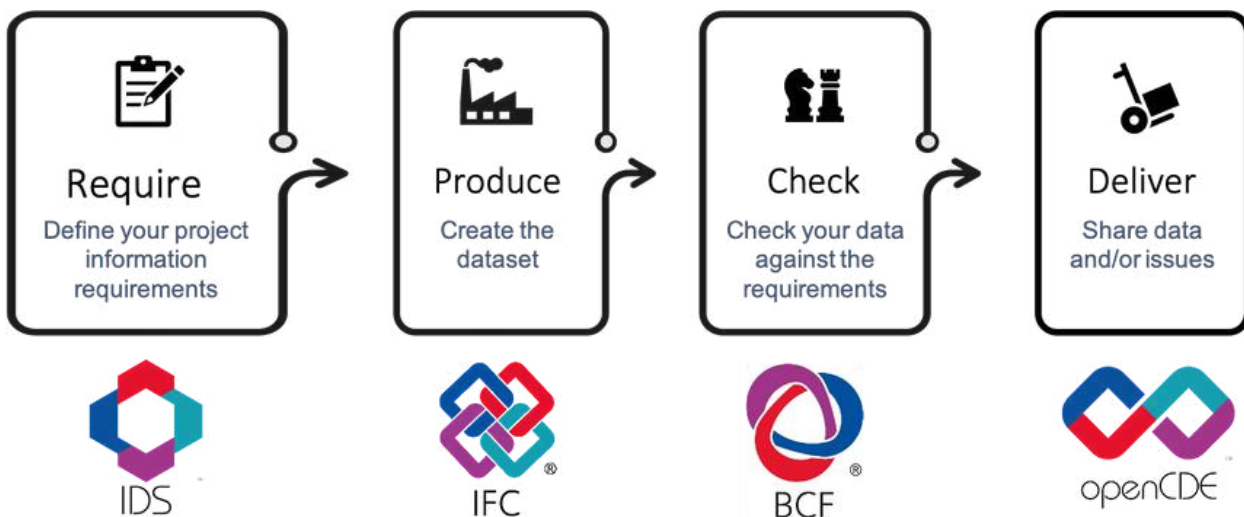 Require
Define your project
information
requirements
Produce
Create the
dataset
Check
Check your data
against the
requirements
Deliver
Share data
and/or issues
IDS
IFC
®
BCF
®
openCDE